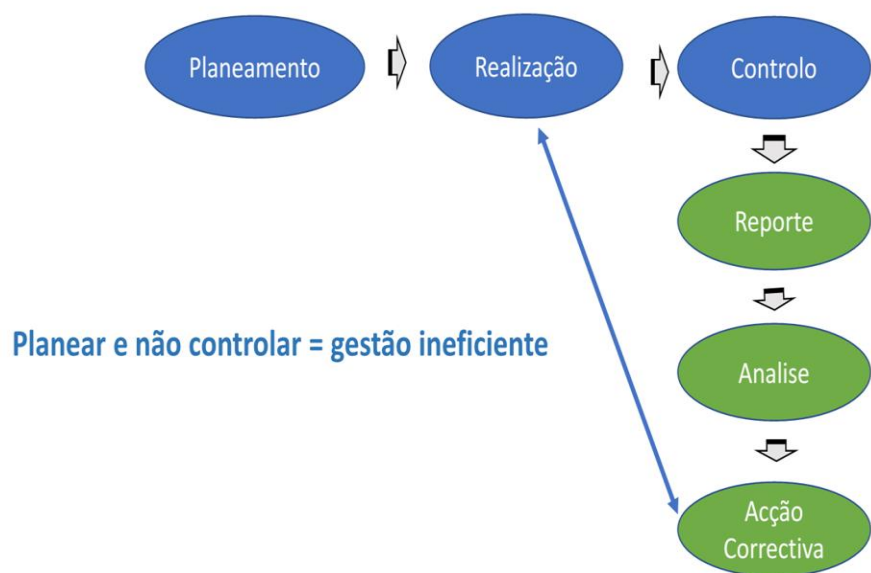 Planeamento
Realização
Controlo
Reporte
Planear e não controlar = gestão ineficiente
Analise
Acção
Correctiva